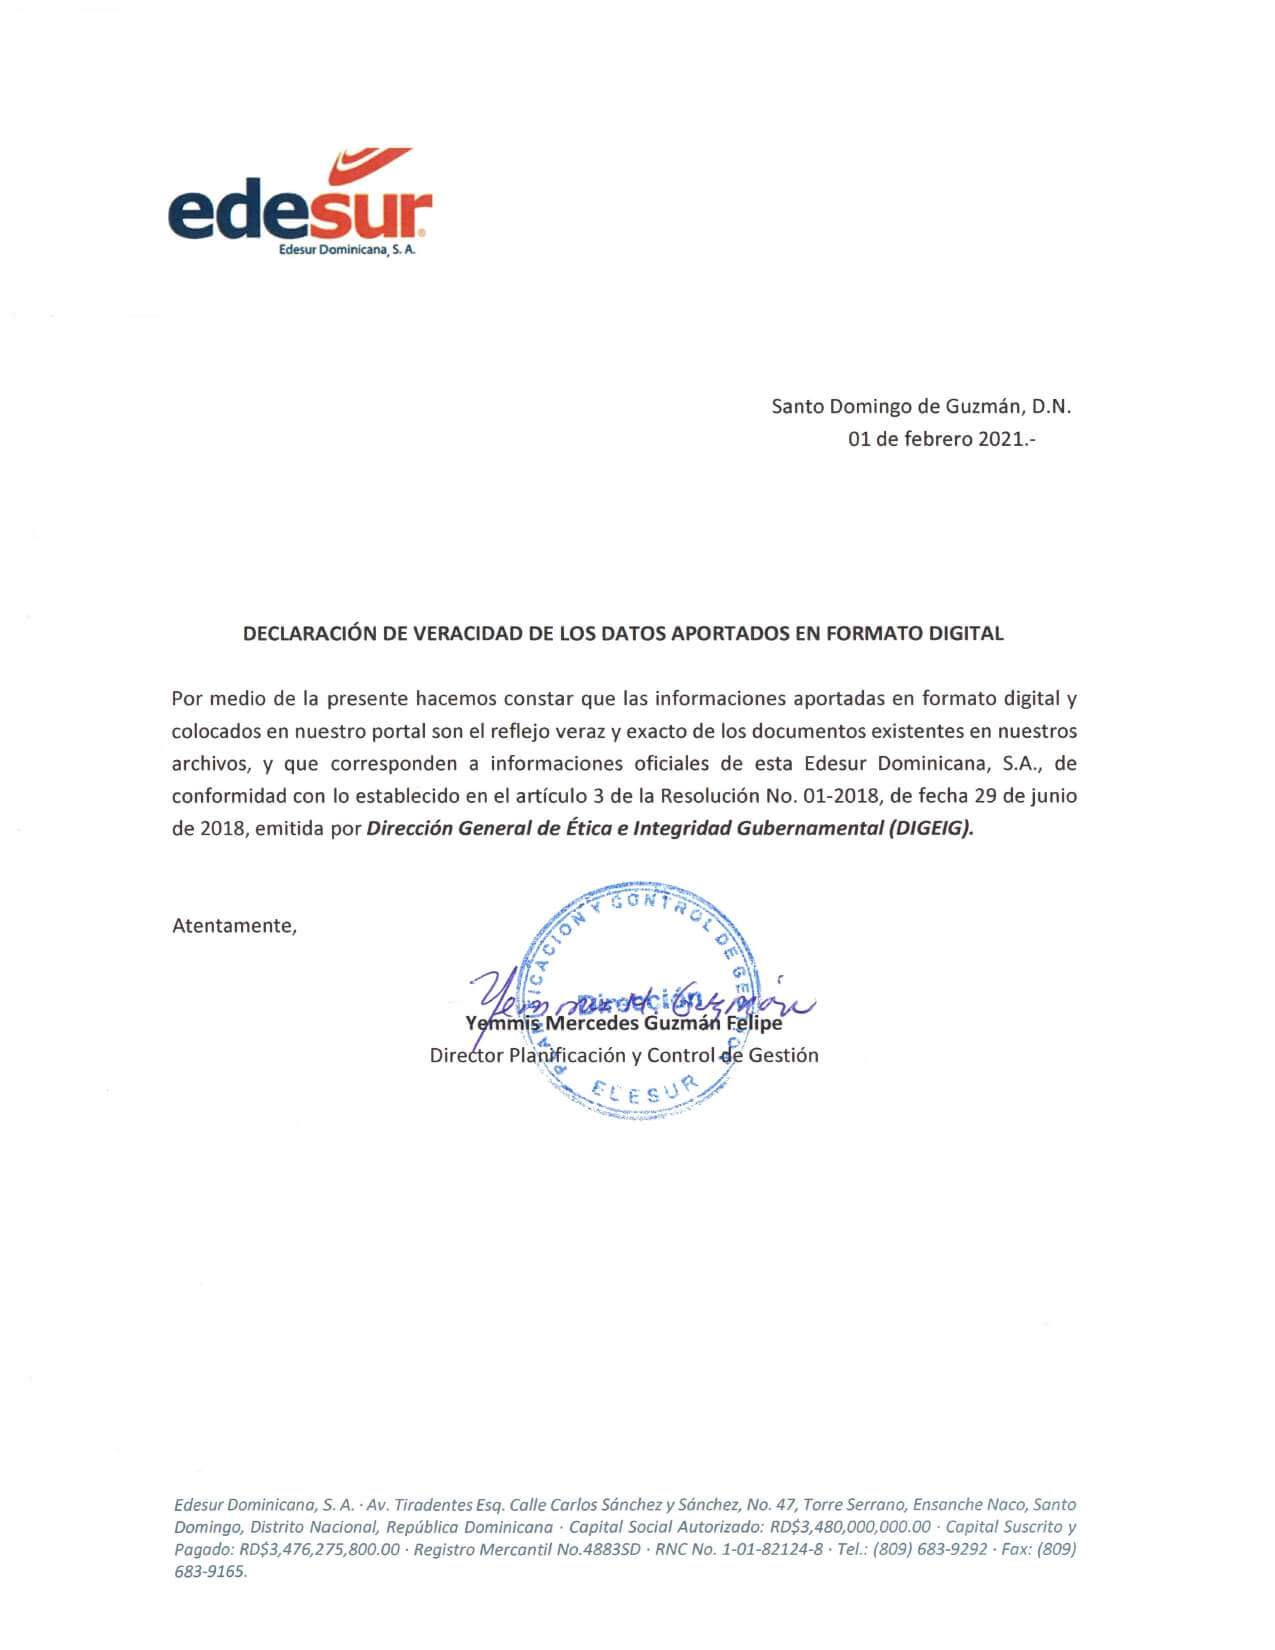 edesur®
Edesur Dominicana, S. A.
Santo Domingo de Guzmán, D.N.
01 de febrero 2021.-
DECLARACIÓN DE VERACIDAD DE LOS DATOS APORTADOS EN FORMATO DIGITAL
Por medio de la presente hacemos constar que las informaciones aportadas en formato digital y
colocados en nuestro portal son el reflejo veraz y exacto de los documentos existentes en nuestros
archivos, y que corresponden a informaciones oficiales de esta Edesur Dominicana, S.A., de
conformidad con lo establecido en el artículo 3 de la Resolución No. 01-2018, de fecha 29 de junio
de 2018, emitida por Dirección General de Ética e Integridad Gubernamental (DIGEIG).
Atentamente,
PLANIFICACION Y CONTROL DE GESTION
Dirección
Yemmis M. Guzmán
Yemmis Mercedes Guzmán Felipe
Director Planificación y Control de Gestión
Edesur Dominicana, S. A. · Av. Tiradentes Esq. Calle Carlos Sánchez y Sánchez, No. 47, Torre Serrano, Ensanche Naco, Santo
Domingo, Distrito Nacional, República Dominicana · Capital Social Autorizado: RD$3,480,000,000.00 · Capital Suscrito y
Pagado: RD$3,476,275,800.00 · Registro Mercantil No.4883SD · RNC No. 1-01-82124-8 · Tel.: (809) 683-9292 · Fax: (809)
683-9165.